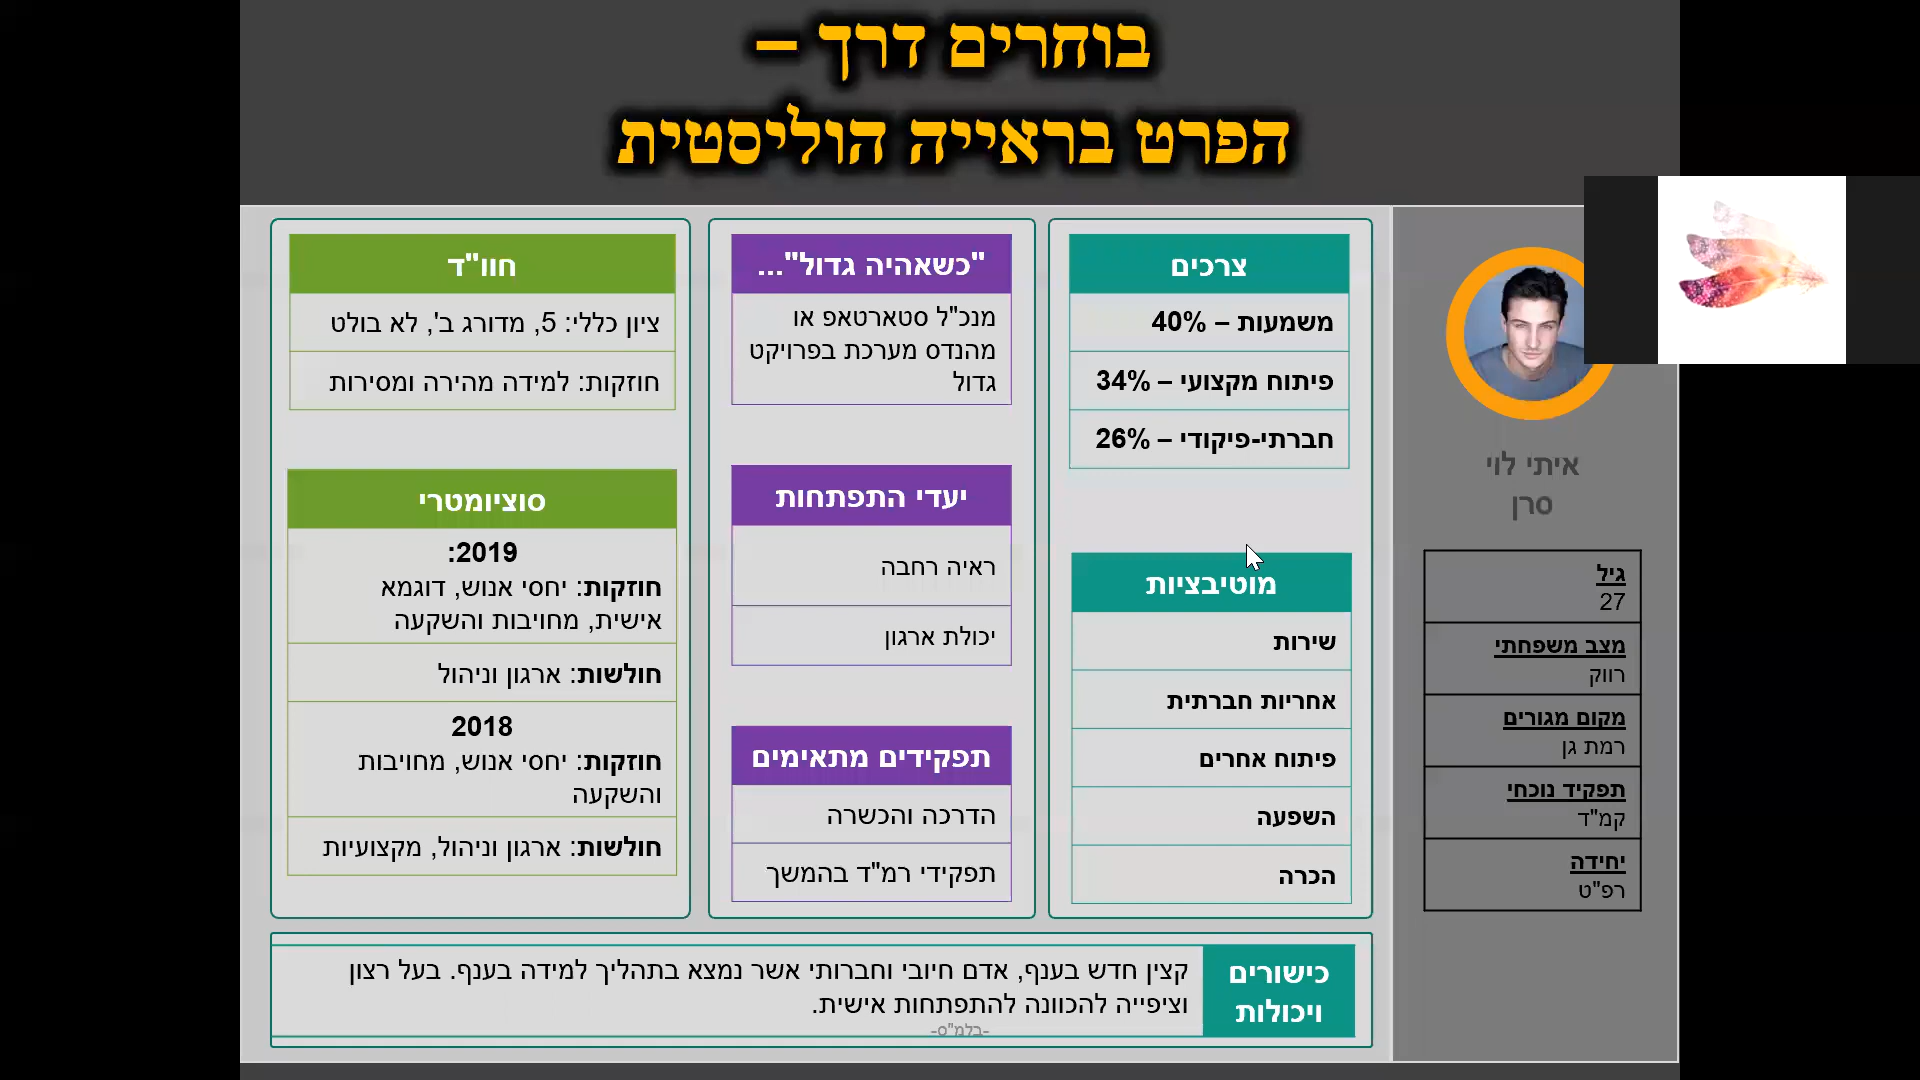 בוחרים דרך –
הפרט בראייה הוליסטית
איתי לוי
סרן
גיל
27
מצב משפחתי
רווק
מקום מגורים
רמת גן
תפקיד נוכחי
קמ"ד
יחידה
רפ"ט
צרכים
משמעות – 40%
פיתוח מקצועי – 34%
חברתי-פיקודי – 26%
מוטיבציות
שירות
אחריות חברתית
פיתוח אחרים
השפעה
הכרה
"כשאהיה גדול"...
מנכ"ל סטארטאפ או
מהנדס מערכת בפרויקט
גדול
יעדי התפתחות
ראיה רחבה
יכולת ארגון
תפקידים מתאימים
הדרכה והכשרה
תפקידי רמ"ד בהמשך
חוו"ד
ציון כללי: 5, מדורג ב', לא בולט
חוזקות: למידה מהירה ומסירות
סוציומטרי
2019:
חוזקות: יחסי אנוש, דוגמא
אישית, מחויבות והשקעה
חולשות: ארגון וניהול
2018
חוזקות: יחסי אנוש, מחויבות
והשקעה
חולשות: ארגון וניהול, מקצועיות
כישורים
ויכולות
קצין חדש בענף, אדם חיובי וחברותי אשר נמצא בתהליך למידה בענף. בעל רצון
וציפייה להכוונה להתפתחות אישית.
-בלמ"ס-